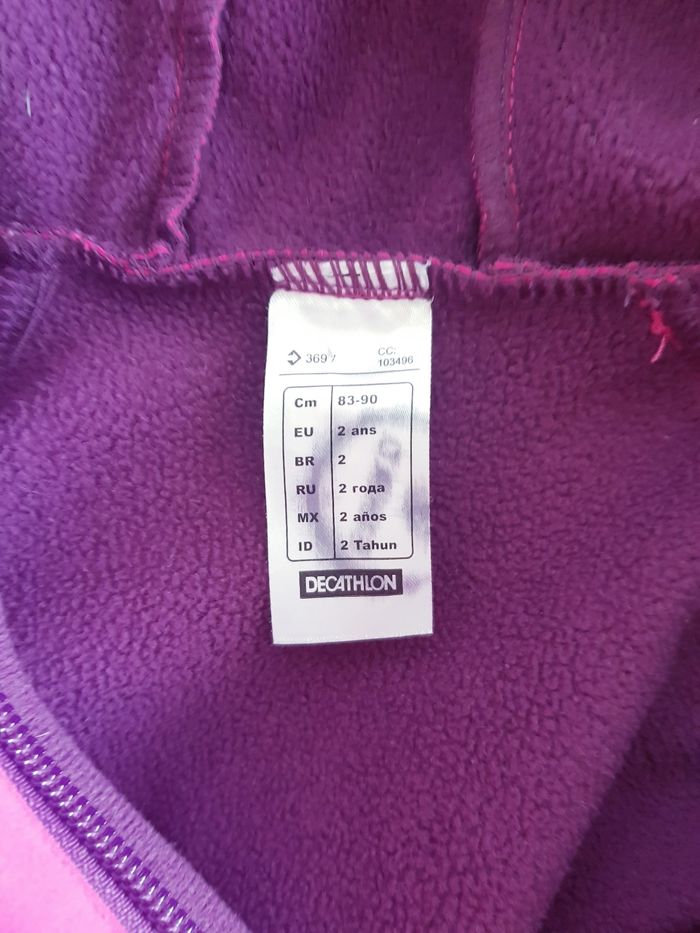 3697
CC:
103496
Cm 83-90
EU 2 ans
BR 2
RU 2 года
MX 2 años
ID 2 Tahun
DECATHLON